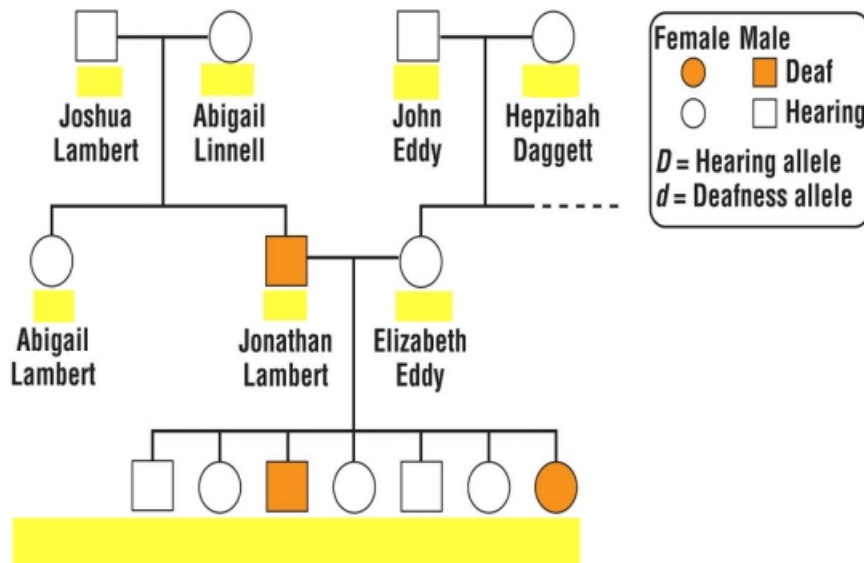 Joshua
Lambert
Abigail
Linnell
John
Eddy
Hepzibah
Daggett
Female Male
Deaf
Hearing
D = Hearing allele
d = Deafness allele
Abigail
Lambert
Jonathan
Lambert
Elizabeth
Eddy